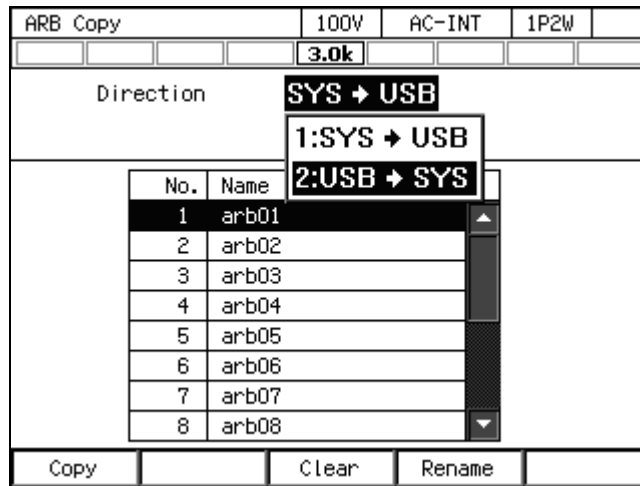 ARB Copy 100V AC-INT 1P2W
3.0k
Direction SYS → USB
1:SYS → USB
2:USB → SYS
No. Name
1 arb01
2 arb02
3 arb03
4 arb04
5 arb05
6 arb06
7 arb07
8 arb08
Copy Clear Rename